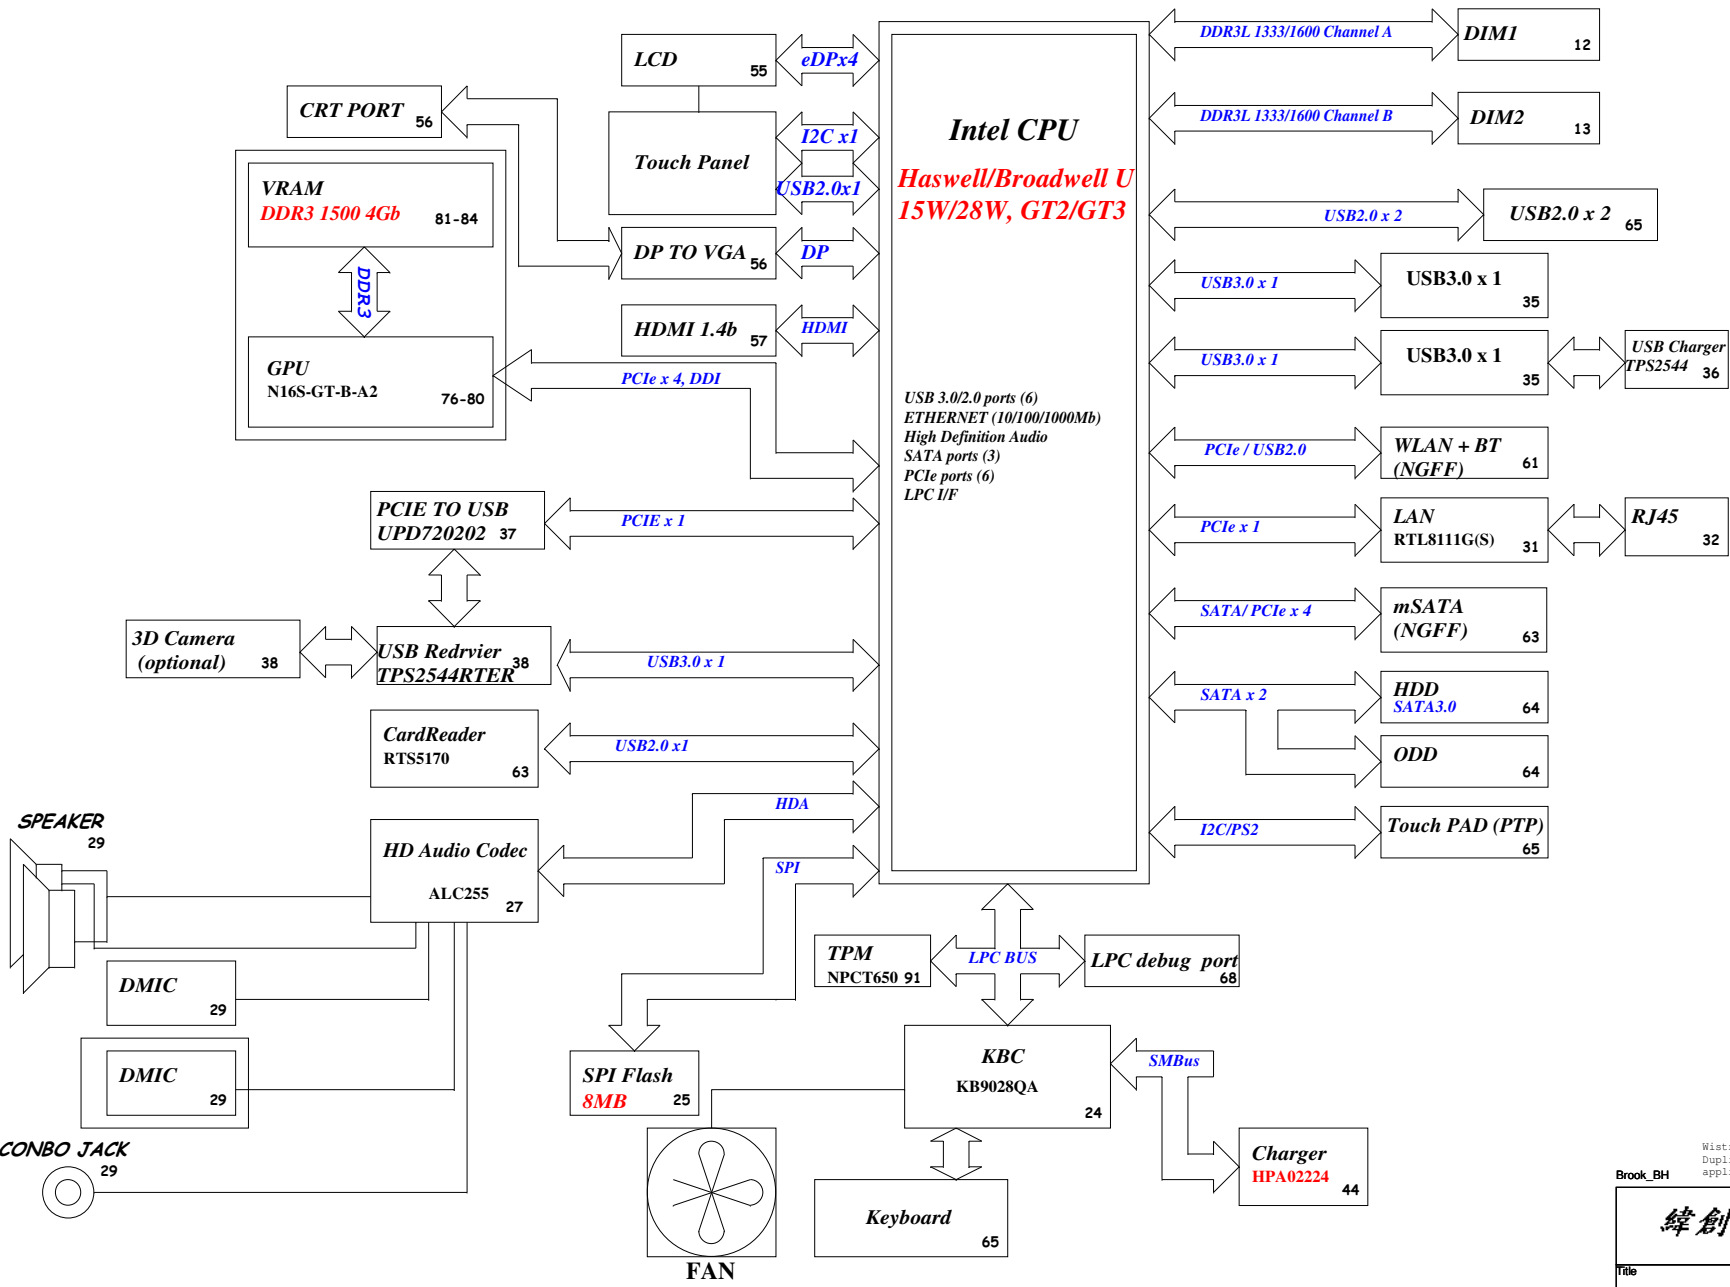 LCD
55
eDPx4
CRT PORT
56
Touch Panel
I2C x1
USB2.0x1
VRAM
DDR3 1500 4Gb
81-84
DDR3
GPU
N16S-GT-B-A2
76-80
DP TO VGA
56
DP
HDMI 1.4b
57
HDMI
PCIe x 4, DDI
PCIE TO USB
UPD720202
37
PCIE x 1
3D Camera
(optional)
38
USB Redrvier
TPS2544RTER
38
USB3.0 x 1
CardReader
RTS5170
63
USB2.0 x1
SPEAKER
29
HD Audio Codec
ALC255
27
HDA
SPI
DMIC
29
DMIC
29
CONBO JACK
29
SPI Flash
8MB
25
FAN
Intel CPU
Haswell/Broadwell U
15W/28W, GT2/GT3
USB 3.0/2.0 ports (6)
ETHERNET (10/100/1000Mb)
High Definition Audio
SATA ports (3)
PCIe ports (6)
LPC I/F
DDR3L 1333/1600 Channel A
DIM1
12
DDR3L 1333/1600 Channel B
DIM2
13
USB2.0 x 2
USB2.0 x 2
65
USB3.0 x 1
USB3.0 x 1
35
USB3.0 x 1
USB3.0 x 1
35
USB Charger
TPS2544
36
PCIe / USB2.0
WLAN + BT
(NGFF)
61
PCIe x 1
LAN
RTL8111G(S)
31
RJ45
32
SATA/ PCIe x 4
mSATA
(NGFF)
63
SATA x 2
HDD
SATA3.0
64
ODD
64
I2C/PS2
Touch PAD (PTP)
65
TPM
NPCT650
91
LPC BUS
LPC debug port
68
KBC
KB9028QA
24
SMBus
Keyboard
65
Charger
HPA02224
44
Wist
Dupl
appl
Brook_BH
緯創
Title